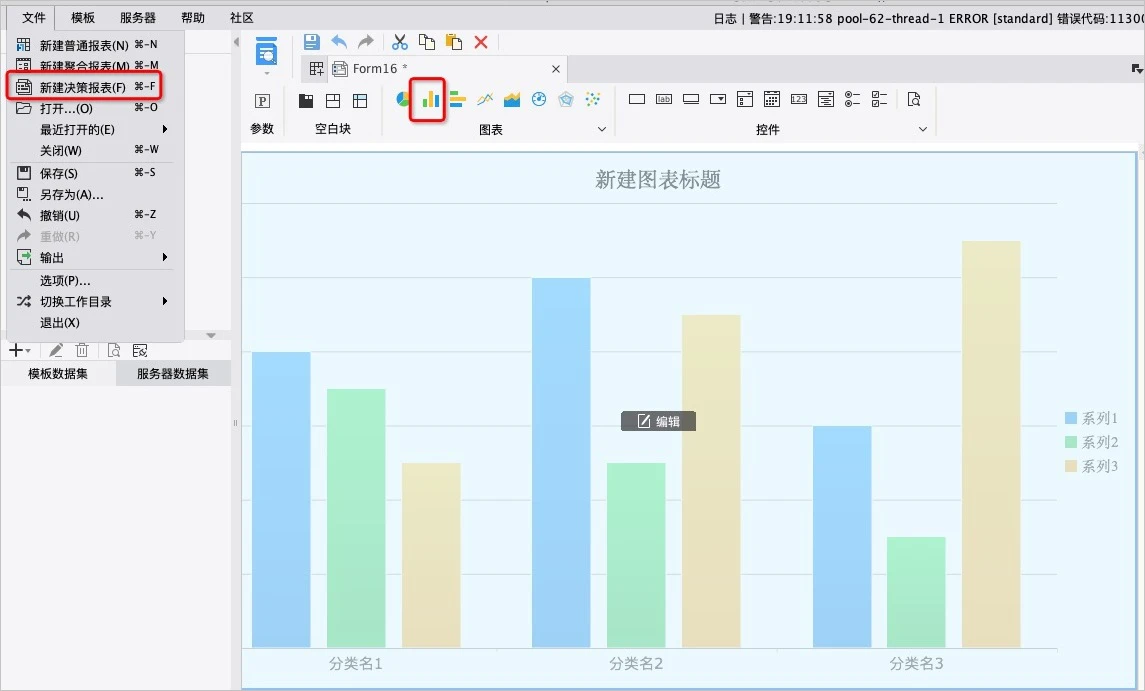 文件 模板 服务器 帮助 社区
日志 | 警告:19:11:58 pool-62-thread-1 ERROR [standard] 错误代码:11300
新建普通报表(N) ⌘-N
新建聚合报表(M) ⌘-M
新建决策报表(F) ⌘-F
打开...(O) ⌘-O
最近打开的(E)
关闭(W) ⌘-W
保存(S) ⌘-S
另存为(A)...
撤销(U) ⌘-Z
重做(R) ⌘-Y
输出
选项(P)...
切换工作目录
退出(X)
模板数据集 服务器数据集
Form16 *
P
lab
123
参数 空白块 图表 控件
新建图表标题
编辑
系列1
系列2
系列3
分类名1 分类名2 分类名3